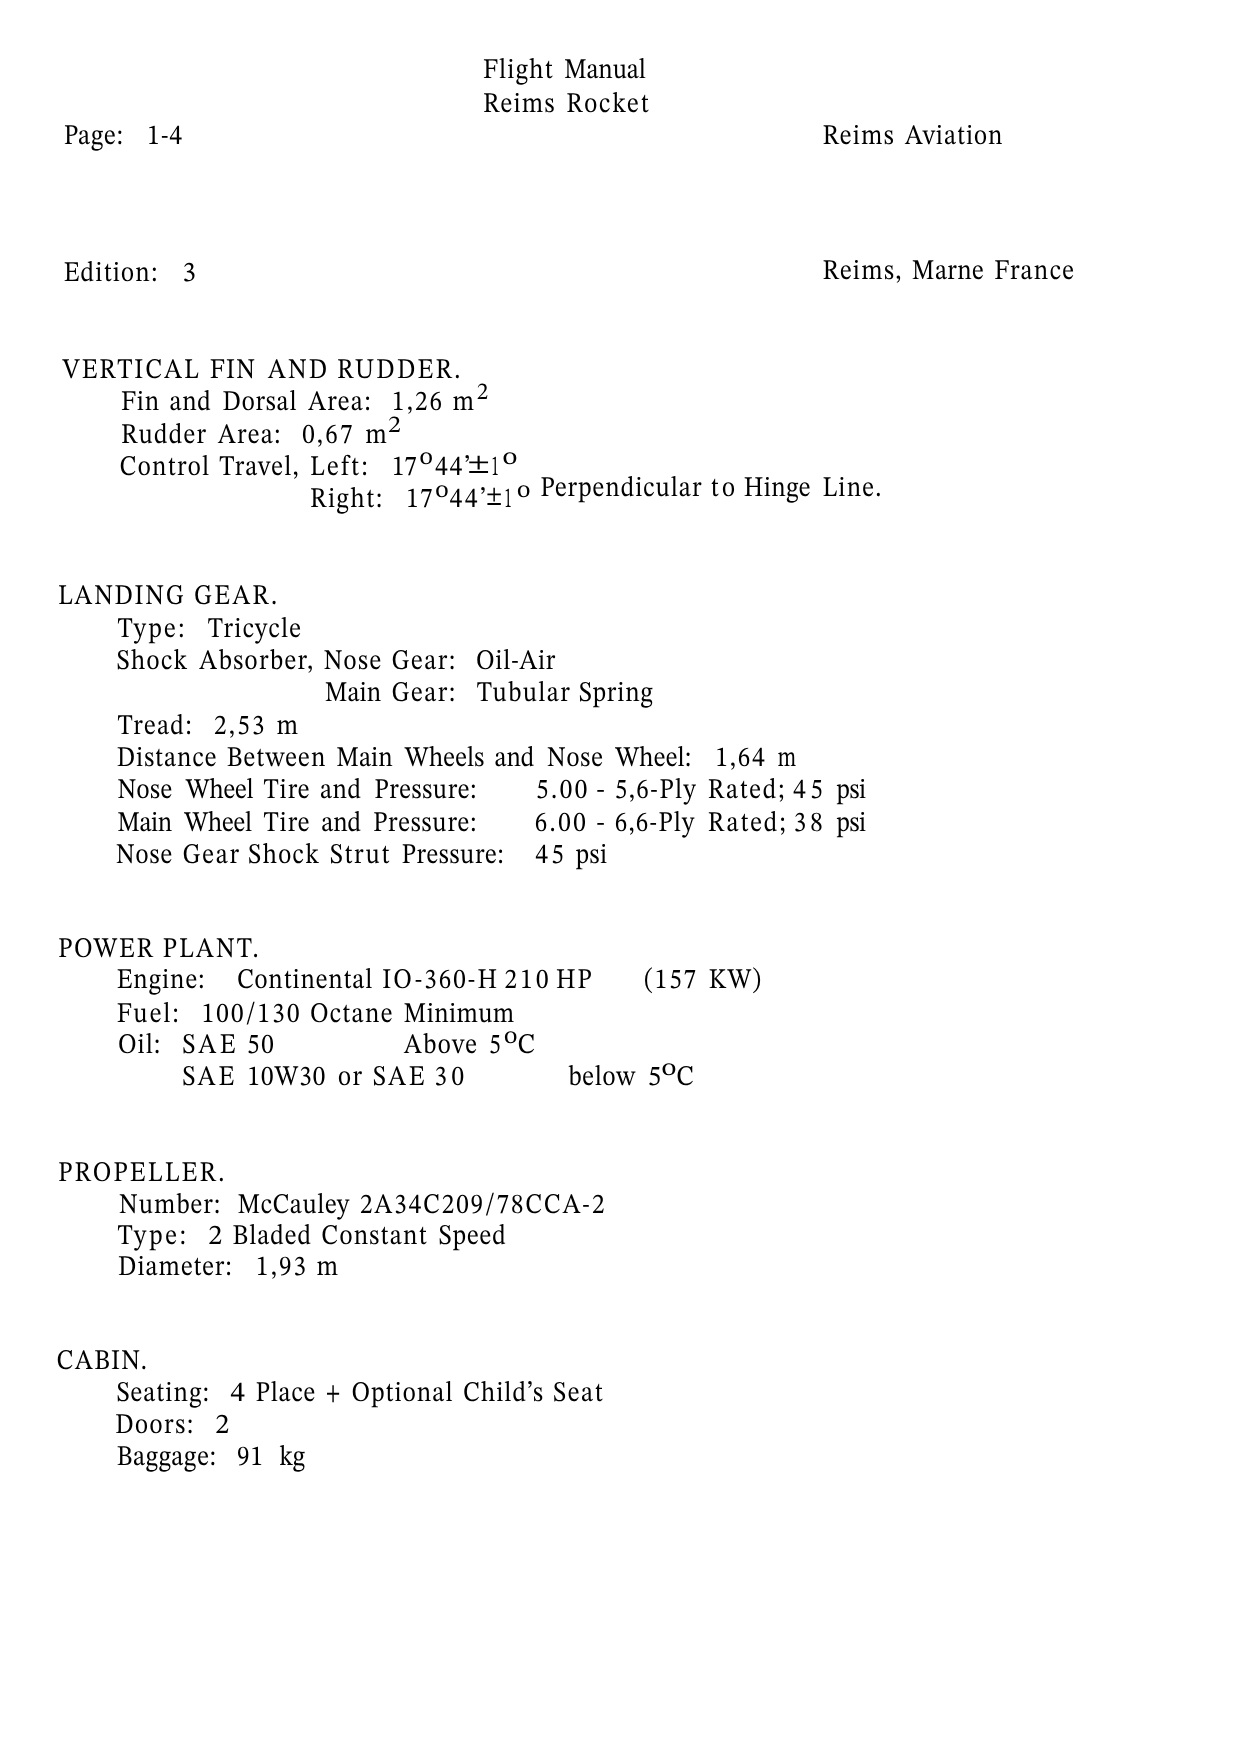 Flight Manual
Reims Rocket
Page: 1-4 Reims Aviation
Edition: 3 Reims, Marne France
VERTICAL FIN AND RUDDER.
Fin and Dorsal Area: 1,26 m²
Rudder Area: 0,67 m²
Control Travel, Left: 17º44’±1º
Right: 17º44’±1º Perpendicular to Hinge Line.
LANDING GEAR.
Type: Tricycle
Shock Absorber, Nose Gear: Oil-Air
Main Gear: Tubular Spring
Tread: 2,53 m
Distance Between Main Wheels and Nose Wheel: 1,64 m
Nose Wheel Tire and Pressure: 5.00 - 5,6-Ply Rated; 45 psi
Main Wheel Tire and Pressure: 6.00 - 6,6-Ply Rated; 38 psi
Nose Gear Shock Strut Pressure: 45 psi
POWER PLANT.
Engine: Continental IO-360-H 210 HP (157 KW)
Fuel: 100/130 Octane Minimum
Oil: SAE 50 Above 5ºC
SAE 10W30 or SAE 30 below 5ºC
PROPELLER.
Number: McCauley 2A34C209/78CCA-2
Type: 2 Bladed Constant Speed
Diameter: 1,93 m
CABIN.
Seating: 4 Place + Optional Child’s Seat
Doors: 2
Baggage: 91 kg